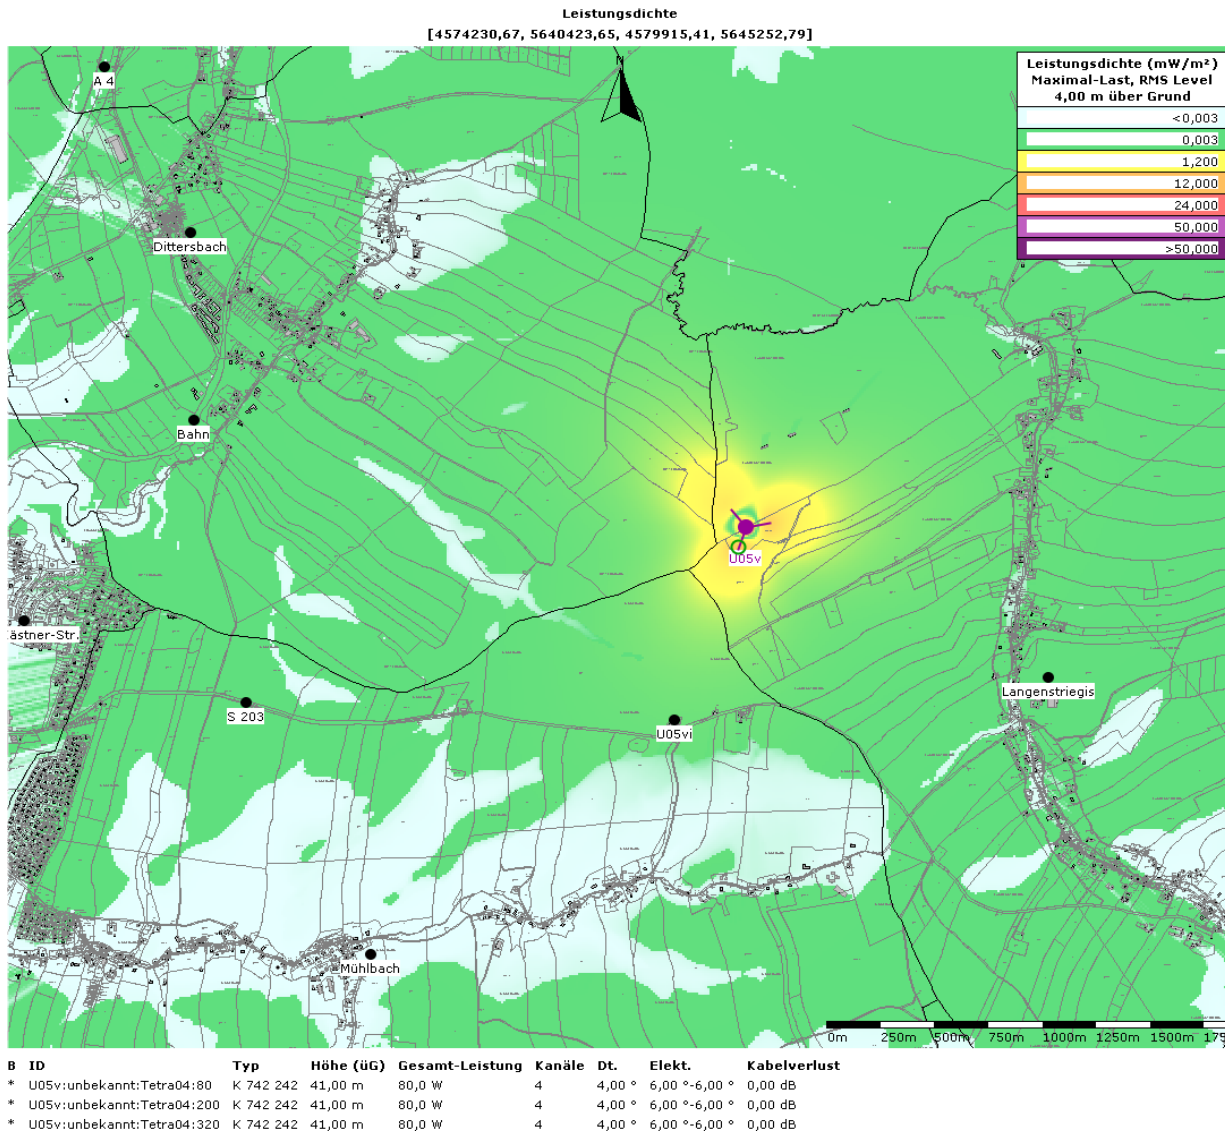 Leistungsdichte
[4574230,67, 5640423,65, 4579915,41, 5645252,79]
N
Leistungsdichte (mW/m²)
Maximal-Last, RMS Level
4,00 m über Grund
<0,003
0,003
1,200
12,000
24,000
50,000
>50,000
A 4
Dittersbach
Bahn
U05v
ästner-Str.
Langenstriegis
S 203
U05vi
Mühlbach
0m 250m 500m 750m 1000m 1250m 1500m 175
B ID Typ Höhe (üG) Gesamt-Leistung Kanäle Dt. Elekt. Kabelverlust
* U05v:unbekannt:Tetra04:80 K 742 242 41,00 m 80,0 W 4 4,00 ° 6,00 °-6,00 ° 0,00 dB
* U05v:unbekannt:Tetra04:200 K 742 242 41,00 m 80,0 W 4 4,00 ° 6,00 °-6,00 ° 0,00 dB
* U05v:unbekannt:Tetra04:320 K 742 242 41,00 m 80,0 W 4 4,00 ° 6,00 °-6,00 ° 0,00 dB